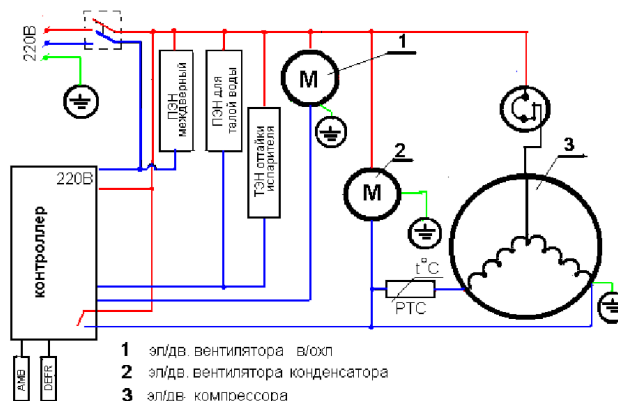 220В
ПЭН междверный
ПЭН для талой воды
ТЭН оттайки испарителя
М
1
М
2
3
220В
контроллер
t°C
РТС
AMB
DEFR
1 эл/дв. вентилятора в/охл
2 эл/дв. вентилятора конденсатора
3 эл/дв. компрессора